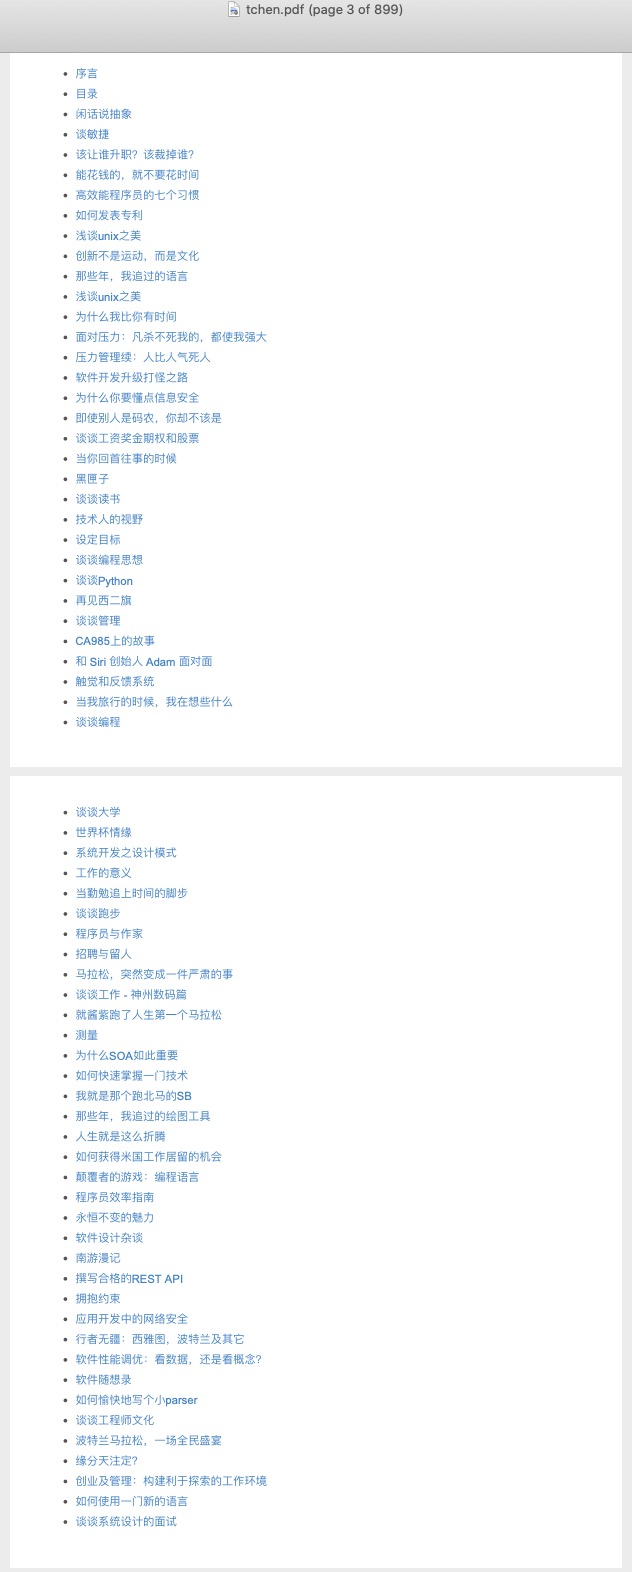 tchen.pdf (page 3 of 899)
• 序言
• 目录
• 闲话说抽象
• 谈敏捷
• 该让谁升职？该裁掉谁？
• 能花钱的，就不要花时间
• 高效能程序员的七个习惯
• 如何发表专利
• 浅谈unix之美
• 创新不是运动，而是文化
• 那些年，我追过的语言
• 浅谈unix之美
• 为什么我比你有时间
• 面对压力：凡杀不死我的，都使我强大
• 压力管理续：人比人气死人
• 软件开发升级打怪之路
• 为什么你要懂点信息安全
• 即使别人是码农，你却不该是
• 谈谈工资奖金期权和股票
• 当你回首往事的时候
• 黑匣子
• 谈谈读书
• 技术人的视野
• 设定目标
• 谈谈编程思想
• 谈谈Python
• 再见西二旗
• 谈谈管理
• CA985上的故事
• 和 Siri 创始人 Adam 面对面
• 触觉和反馈系统
• 当我旅行的时候，我在想些什么
• 谈谈编程
• 谈谈大学
• 世界杯情缘
• 系统开发之设计模式
• 工作的意义
• 当勤勉追上时间的脚步
• 谈谈跑步
• 程序员与作家
• 招聘与留人
• 马拉松，突然变成一件严肃的事
• 谈谈工作 - 神州数码篇
• 就酱紫跑了人生第一个马拉松
• 测量
• 为什么SOA如此重要
• 如何快速掌握一门技术
• 我就是那个跑北马的SB
• 那些年，我追过的绘图工具
• 人生就是这么折腾
• 如何获得米国工作居留的机会
• 颠覆者的游戏：编程语言
• 程序员效率指南
• 永恒不变的魅力
• 软件设计杂谈
• 南游漫记
• 撰写合格的REST API
• 拥抱约束
• 应用开发中的网络安全
• 行者无疆：西雅图，波特兰及其它
• 软件性能调优：看数据，还是看概念？
• 软件随想录
• 如何愉快地写个小parser
• 谈谈工程师文化
• 波特兰马拉松，一场全民盛宴
• 缘分天注定？
• 创业及管理：构建利于探索的工作环境
• 如何使用一门新的语言
• 谈谈系统设计的面试